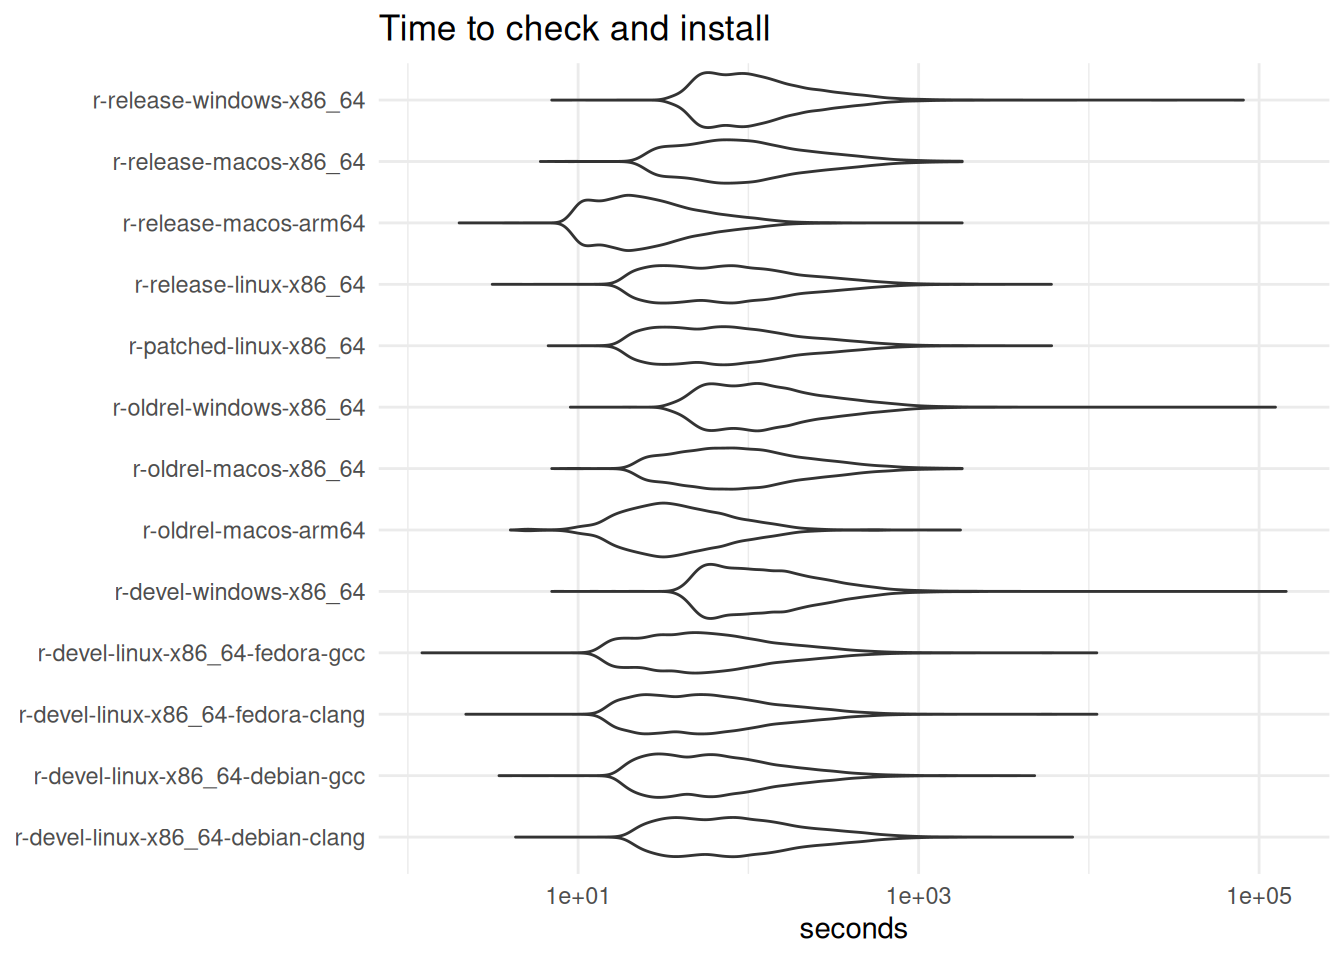 Time to check and install
r-release-windows-x86_64
r-release-macos-x86_64
r-release-macos-arm64
r-release-linux-x86_64
r-patched-linux-x86_64
r-oldrel-windows-x86_64
r-oldrel-macos-x86_64
r-oldrel-macos-arm64
r-devel-windows-x86_64
r-devel-linux-x86_64-fedora-gcc
r-devel-linux-x86_64-fedora-clang
r-devel-linux-x86_64-debian-gcc
r-devel-linux-x86_64-debian-clang
1e+01 1e+03 1e+05
seconds